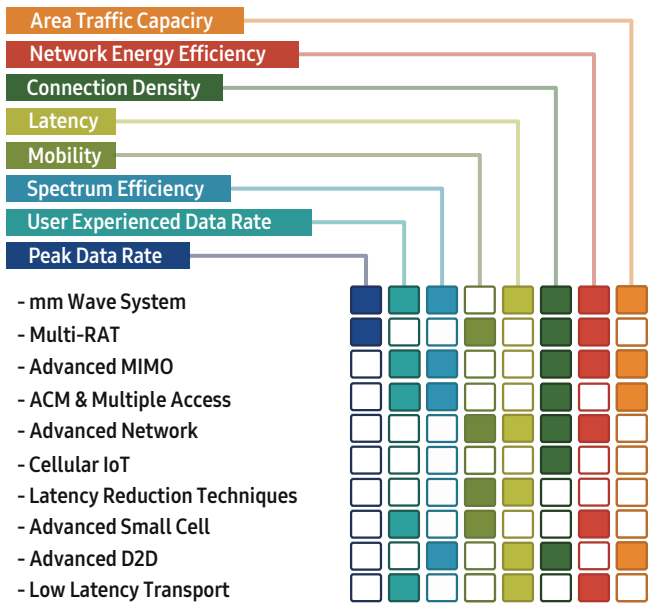 Area Traffic Capaciry
Network Energy Efficiency
Connection Density
Latency
Mobility
Spectrum Efficiency
User Experienced Data Rate
Peak Data Rate
- mm Wave System
- Multi-RAT
- Advanced MIMO
- ACM & Multiple Access
- Advanced Network
- Cellular IoT
- Latency Reduction Techniques
- Advanced Small Cell
- Advanced D2D
- Low Latency Transport